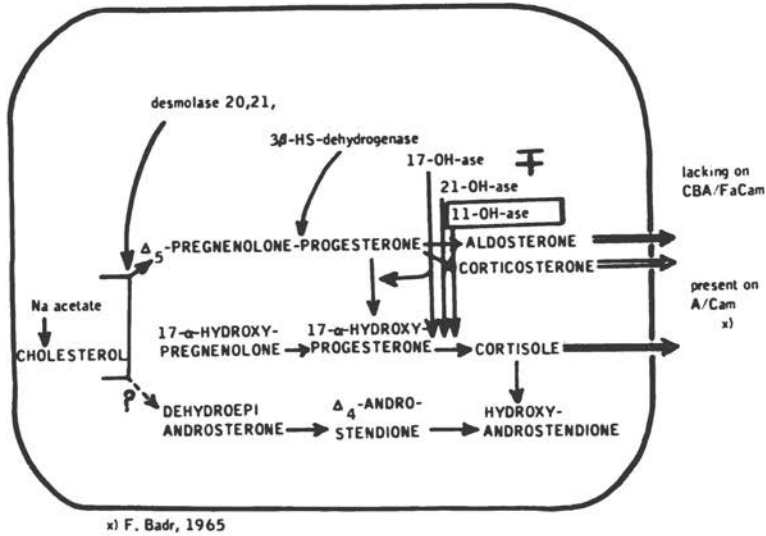 desmolase 20,21,
3β-HS-dehydrogenase
17-OH-ase
21-OH-ase
11-OH-ase
lacking on
CBA/FaCam
Δ5-PREGNENOLONE-PROGESTERONE
ALDOSTERONE
CORTICOSTERONE
present on
A/Cam
x)
Na acetate
CHOLESTEROL
17-α-HYDROXY-
PREGNENOLONE
17-α-HYDROXY-
PROGESTERONE
CORTISOLE
?
DEHYDROEPI
ANDROSTERONE
Δ4-ANDRO-
STENDIONE
HYDROXY-
ANDROSTENDIONE
x) F. Badr, 1965